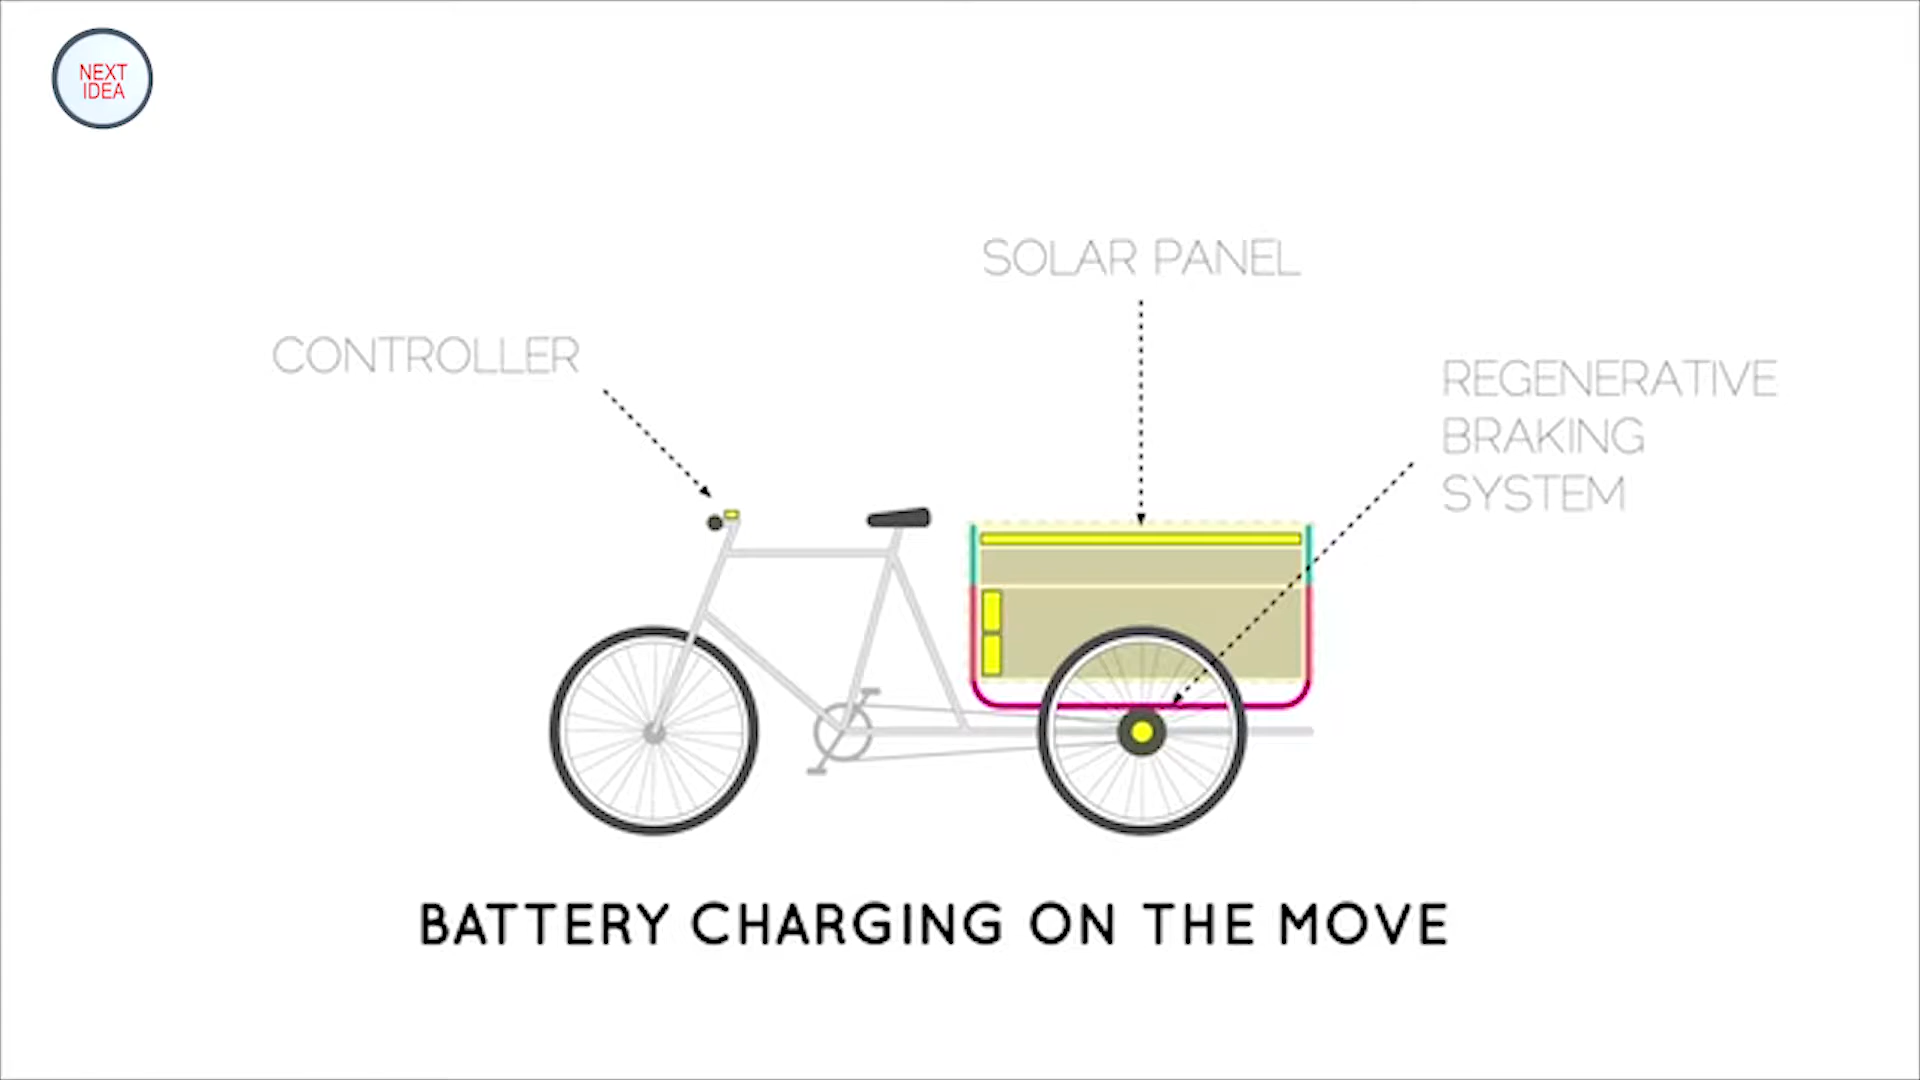 NEXT
IDEA
SOLAR PANEL
CONTROLLER
REGENERATIVE
BRAKING
SYSTEM
BATTERY CHARGING ON THE MOVE